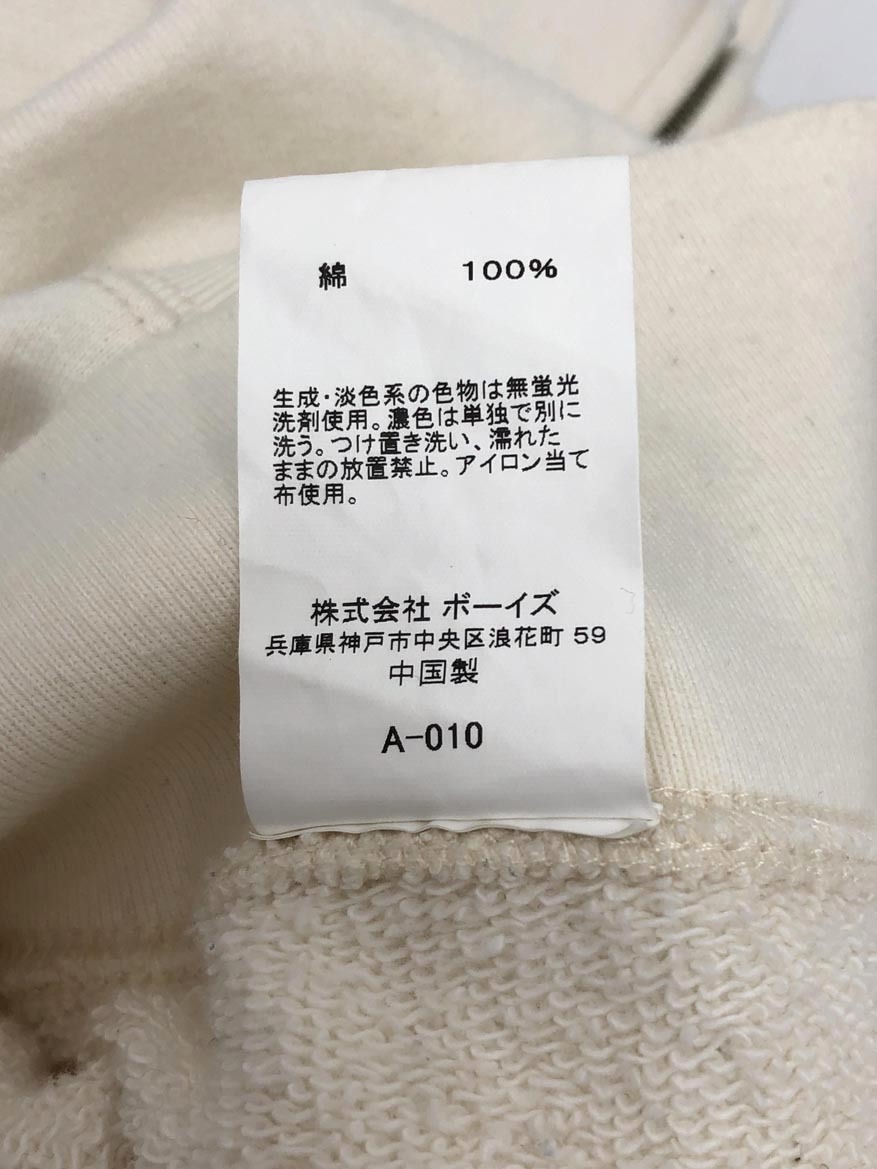 綿 100%
生成・淡色系の色物は無蛍光
洗剤使用。濃色は単独で別に
洗う。つけ置き洗い、濡れた
ままの放置禁止。アイロン当て
布使用。
株式会社 ボーイズ
兵庫県神戸市中央区浪花町 59
中国製
A-010